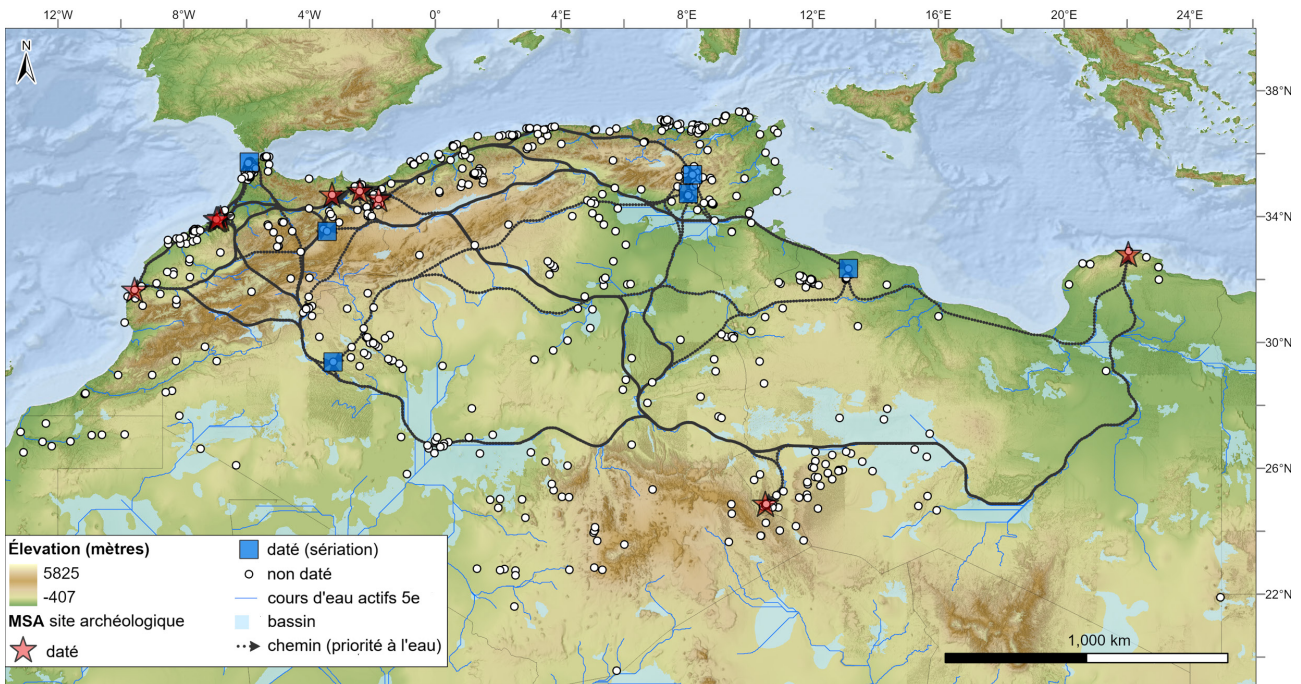 12°W 8°W 4°W 0° 4°E 8°E 12°E 16°E 20°E 24°E
N
38°N
34°N
30°N
26°N
22°N
Élevation (mètres)
5825
-407
MSA site archéologique
daté
daté (sériation)
non daté
cours d'eau actifs 5e
bassin
chemin (priorité à l'eau)
1,000 km